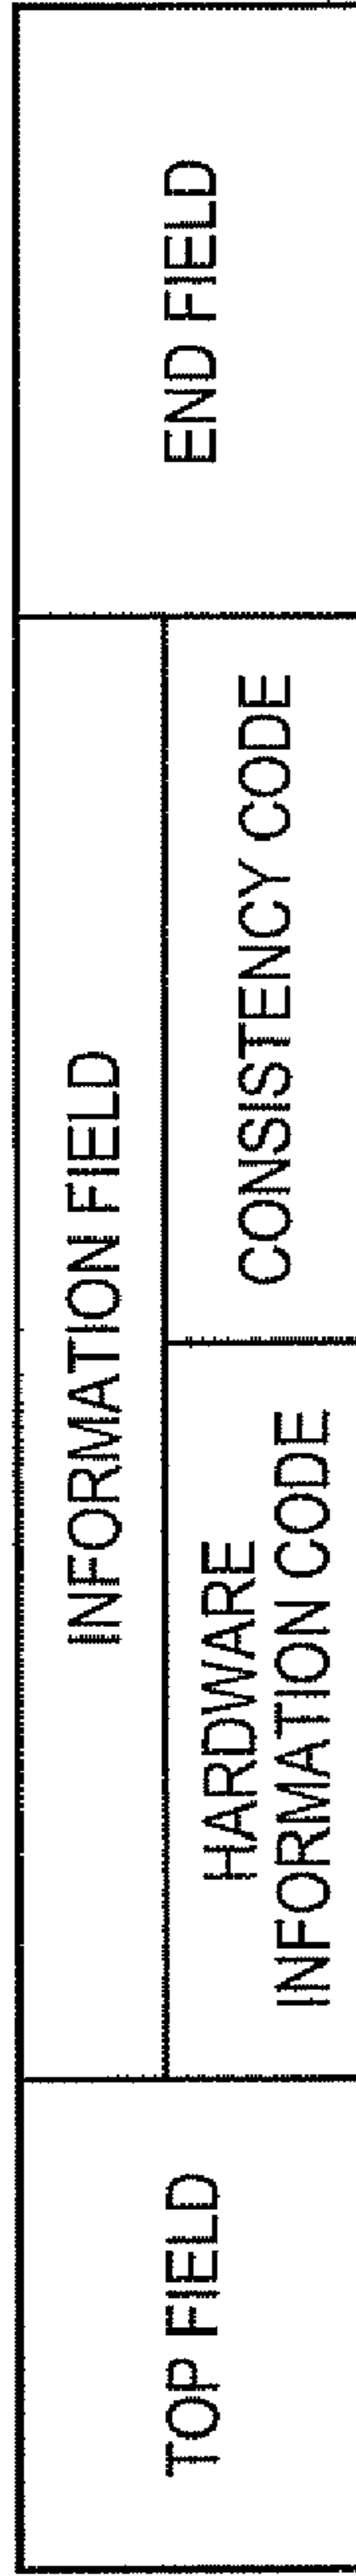 TOP FIELD
INFORMATION FIELD
HARDWARE
INFORMATION CODE
CONSISTENCY CODE
END FIELD